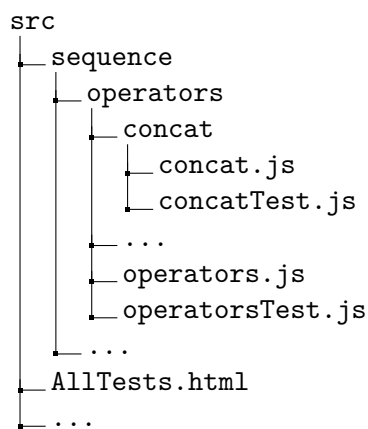 src
sequence
operators
concat
concat.js
concatTest.js
...
operators.js
operatorsTest.js
...
AllTests.html
...